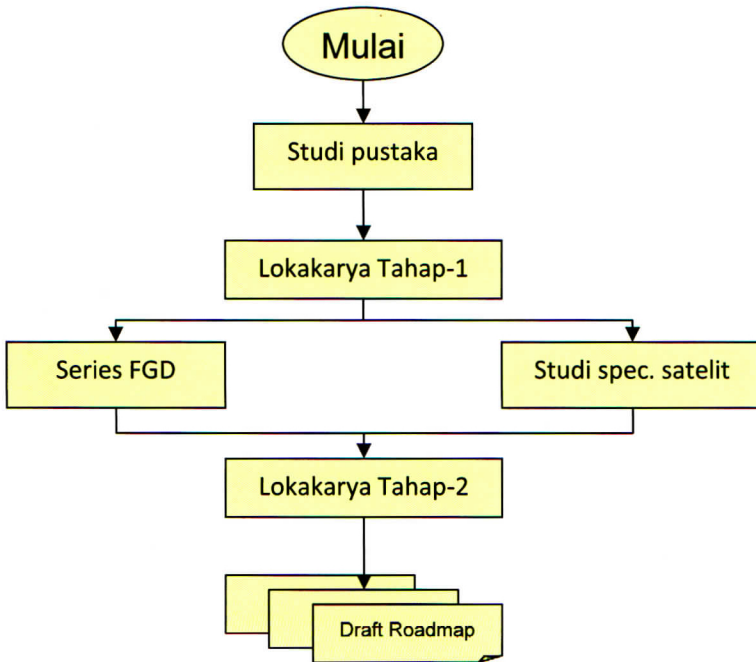 Mulai
Studi pustaka
Lokakarya Tahap-1
Series FGD
Studi spec. satelit
Lokakarya Tahap-2
Draft Roadmap